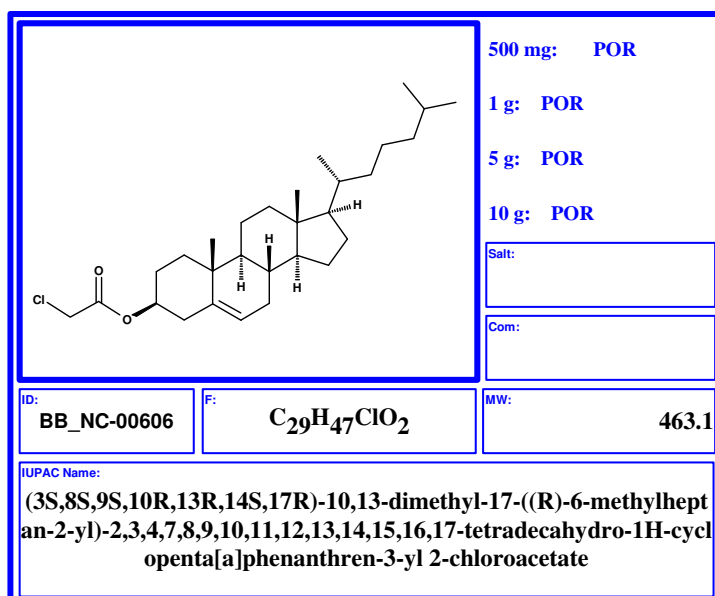 500 mg: POR
1 g: POR
5 g: POR
10 g: POR
H
H
H
H
O
Cl
O
Salt:
Com:
ID:
BB_NC-00606
F:
C29H47ClO2
MW:
463.1
IUPAC Name:
(3S,8S,9S,10R,13R,14S,17R)-10,13-dimethyl-17-((R)-6-methylhept
an-2-yl)-2,3,4,7,8,9,10,11,12,13,14,15,16,17-tetradecahydro-1H-cycl
openta[a]phenanthren-3-yl 2-chloroacetate